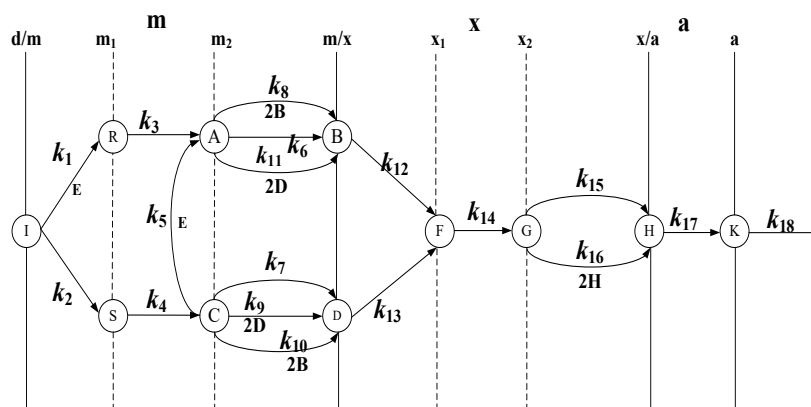 m x a
d/m m₁ m₂ m/x x₁ x₂ x/a a
k₈
2B
R k₃ A k₆ B
k₁ k₁₁ k₁₂ k₁₅
E 2D
k₅ E k₁₄ k₁₇ k₁₈
I F G H K
k₇ k₁₆
k₂ 2H
S k₄ C k₉ D k₁₃
2D
k₁₀
2B